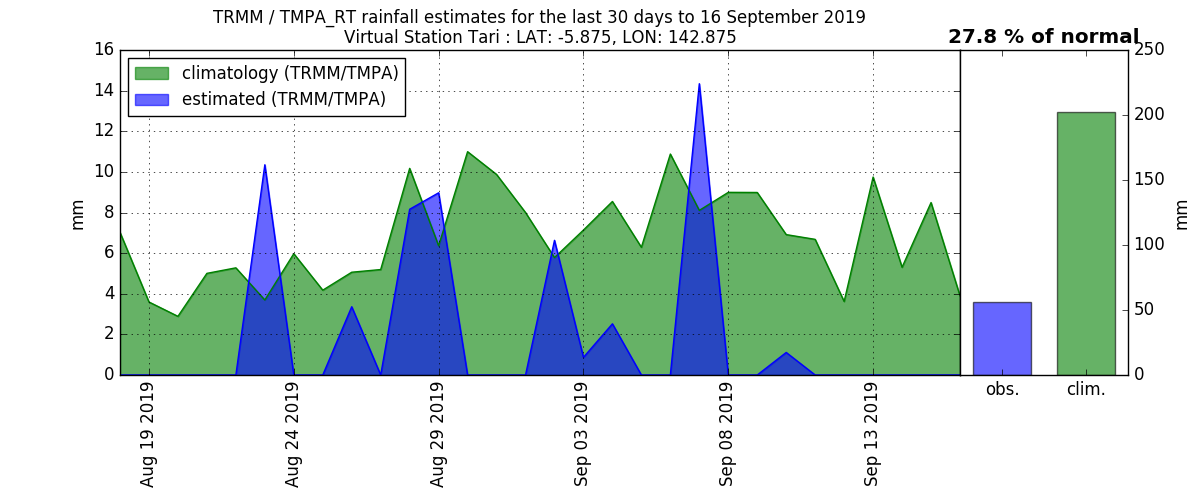 TRMM / TMPA_RT rainfall estimates for the last 30 days to 16 September 2019
Virtual Station Tari : LAT: -5.875, LON: 142.875
27.8 % of normal
climatology (TRMM/TMPA)
estimated (TRMM/TMPA)
16
14
12
10
8
6
4
2
0
mm
Aug 19 2019
Aug 24 2019
Aug 29 2019
Sep 03 2019
Sep 08 2019
Sep 13 2019
250
200
150
100
50
0
mm
obs.
clim.